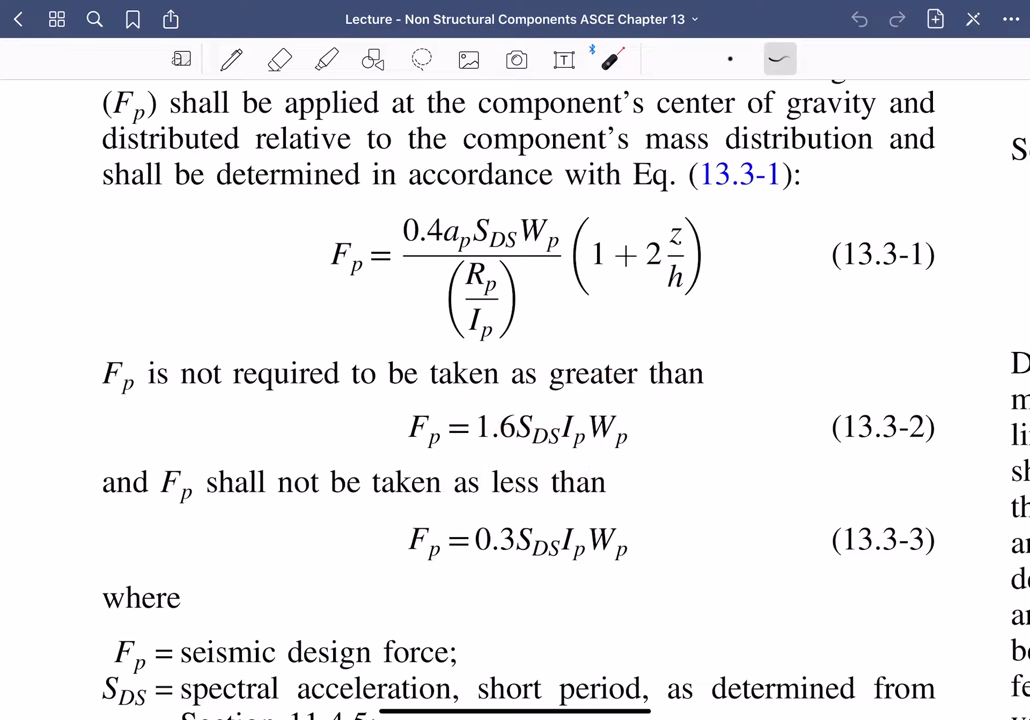 Lecture - Non Structural Components ASCE Chapter 13
(Fp) shall be applied at the component's center of gravity and
distributed relative to the component's mass distribution and
shall be determined in accordance with Eq. (13.3-1):
Fp = 0.4apSDSWp / (Rp / Ip) (1 + 2 z/h) (13.3-1)
Fp is not required to be taken as greater than
Fp = 1.6SDSIpWp (13.3-2)
and Fp shall not be taken as less than
Fp = 0.3SDSIpWp (13.3-3)
where
Fp = seismic design force;
SDS = spectral acceleration, short period, as determined from
Section 11.4.5;